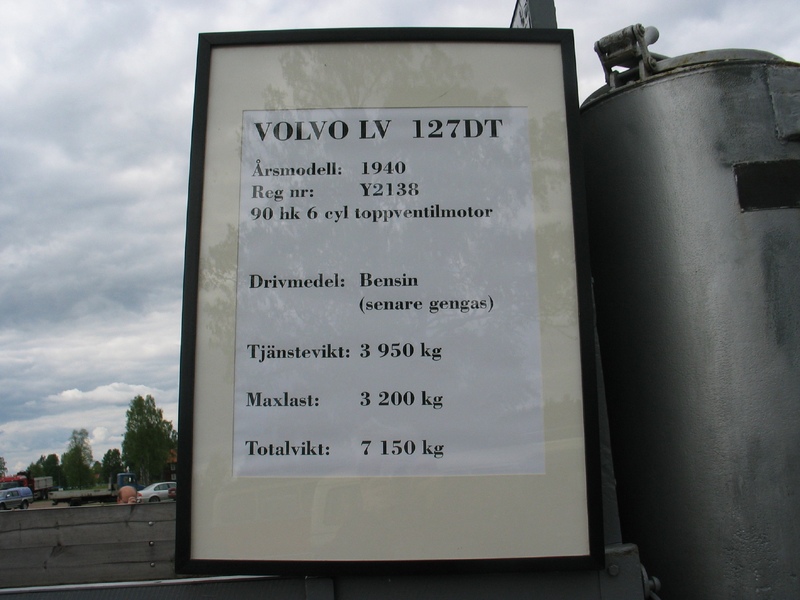 VOLVO LV 127DT
Årsmodell: 1940
Reg nr: Y2138
90 hk 6 cyl toppventilmotor
Drivmedel: Bensin
(senare gengas)
Tjänstevikt: 3 950 kg
Maxlast: 3 200 kg
Totalvikt: 7 150 kg